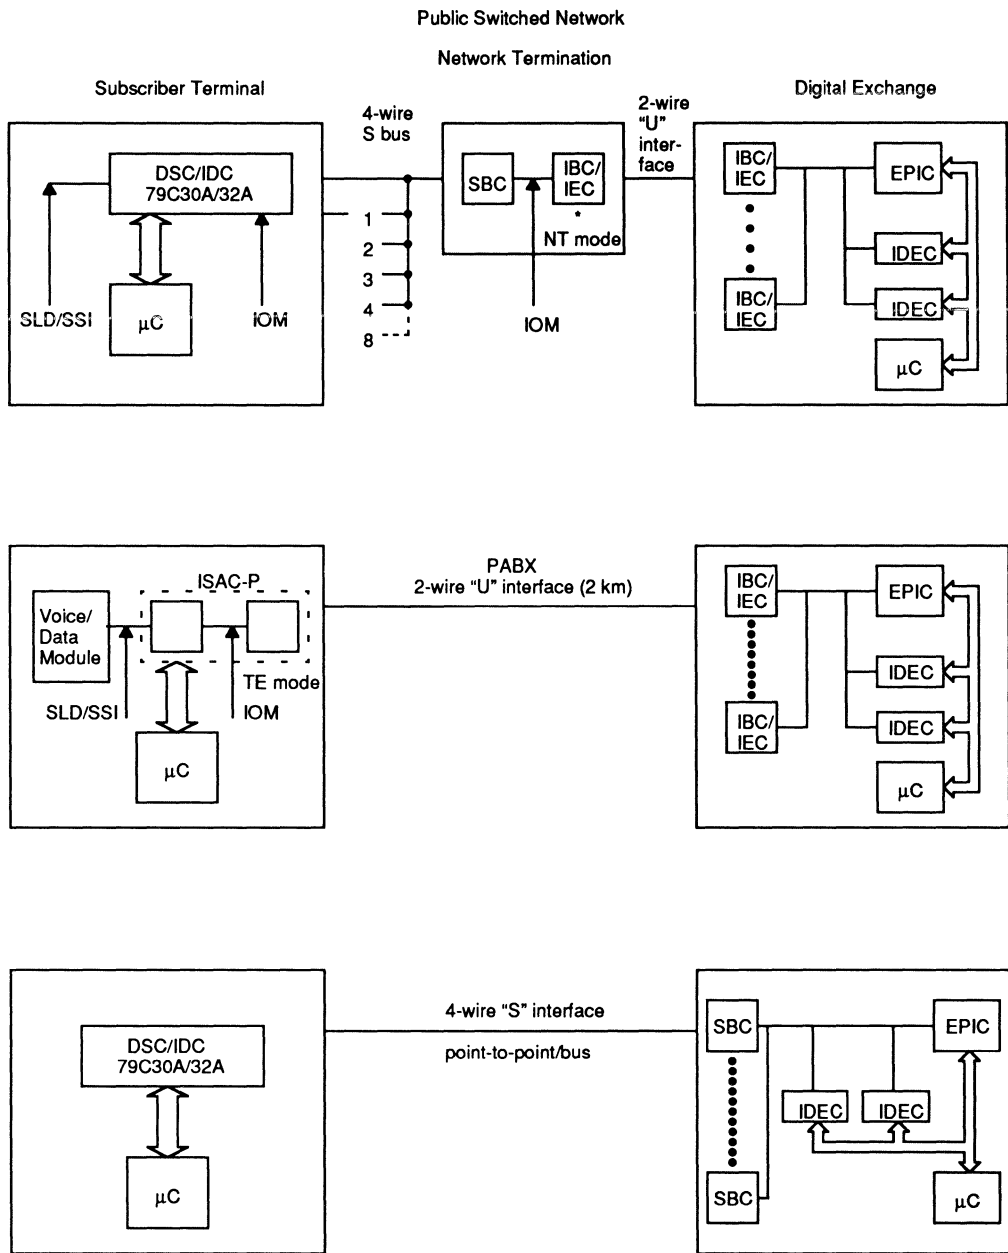 Public Switched Network
Network Termination
Subscriber Terminal
4-wire
S bus
2-wire
"U"
inter-
face
Digital Exchange
DSC/IDC
79C30A/32A
SLD/SSI
µC
IOM
1
2
3
4
8
SBC
IBC/
IEC
*
NT mode
IOM
IBC/
IEC
IBC/
IEC
EPIC
IDEC
IDEC
µC
PABX
2-wire "U" interface (2 km)
ISAC-P
Voice/
Data
Module
TE mode
SLD/SSI
IOM
µC
IBC/
IEC
IBC/
IEC
EPIC
IDEC
IDEC
µC
4-wire "S" interface
point-to-point/bus
DSC/IDC
79C30A/32A
µC
SBC
SBC
EPIC
IDEC
IDEC
µC